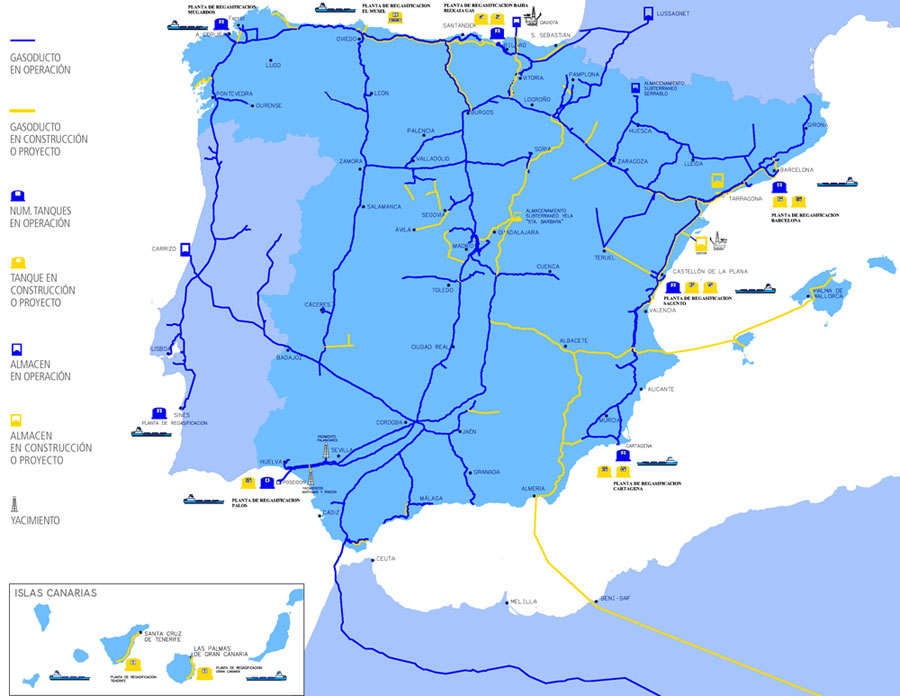 GASODUCTO
EN OPERACIÓN
GASODUCTO
EN CONSTRUCCIÓN
O PROYECTO
NUM. TANQUES
EN OPERACIÓN
TANQUE EN
CONSTRUCCIÓN
O PROYECTO
ALMACEN
EN OPERACIÓN
ALMACEN
EN CONSTRUCCIÓN
O PROYECTO
YACIMIENTO
PLANTA DE REGASIFICACION
MUGARDOS
PLANTA DE REGASIFICACION
EL MUSEL
PLANTA DE REGASIFICACION BAHIA
BIZKAIA GAS
GAVIOTA
LUSSAGNET
Ferrol
A CORUÑA
LUGO
OVIEDO
SANTANDER
BILBAO
S. SEBASTIAN
VITORIA
PAMPLONA
ALMACENAMIENTO
SUBTERRANEO
SERRABLO
PONTEVEDRA
OURENSE
LEON
BURGOS
LOGROÑO
HUESCA
GIRONA
PALENCIA
VALLADOLID
ZAMORA
SORIA
ZARAGOZA
LLEIDA
BARCELONA
TARRAGONA
PLANTA DE REGASIFICACION
BARCELONA
SALAMANCA
SEGOVIA
AVILA
ALMACENAMIENTO
SUBTERRANEO YELA
"STA. BARBARA"
GUADALAJARA
MADRID
TERUEL
CARRIZO
TOLEDO
CUENCA
CASTELLÓN DE LA PLANA
PLANTA DE REGASIFICACION
SAGUNTO
VALENCIA
PALMA DE
MALLORCA
CÁCERES
LISBOA
BADAJOZ
CIUDAD REAL
ALBACETE
ALICANTE
SINES
PLANTA DE REGASIFICACION
CORDOBA
JAÉN
MURCIA
CARTAGENA
PLANTA DE REGASIFICACION
CARTAGENA
HUELVA
SEVILLA
POSEIDON
PLANTA DE REGASIFICACION
PALOS
GRANADA
MÁLAGA
ALMERIA
CÁDIZ
CEUTA
MELILLA
BENI-SAF
ISLAS CANARIAS
SANTA CRUZ
DE TENERIFE
LAS PALMAS
DE GRAN CANARIA
PLANTA DE REGASIFICACION
TENERIFE
PLANTA DE REGASIFICACION
GRAN CANARIA